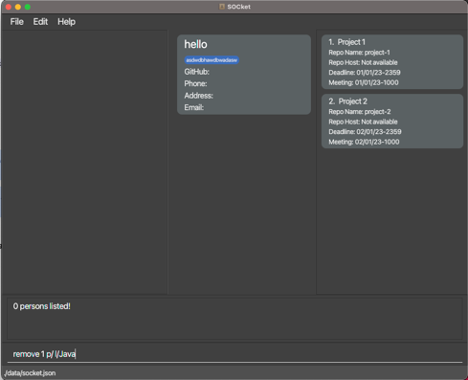 SOCket
File Edit Help
hello
GitHub:
Phone:
Address:
Email:
1. Project 1
Repo Name: project-1
Repo Host: Not available
Deadline: 01/01/23-2359
Meeting: 01/01/23-1000
2. Project 2
Repo Name: project-2
Repo Host: Not available
Deadline: 02/01/23-2359
Meeting: 02/01/23-1000
0 persons listed!
remove 1 p/ l/Java
./data/socket.json